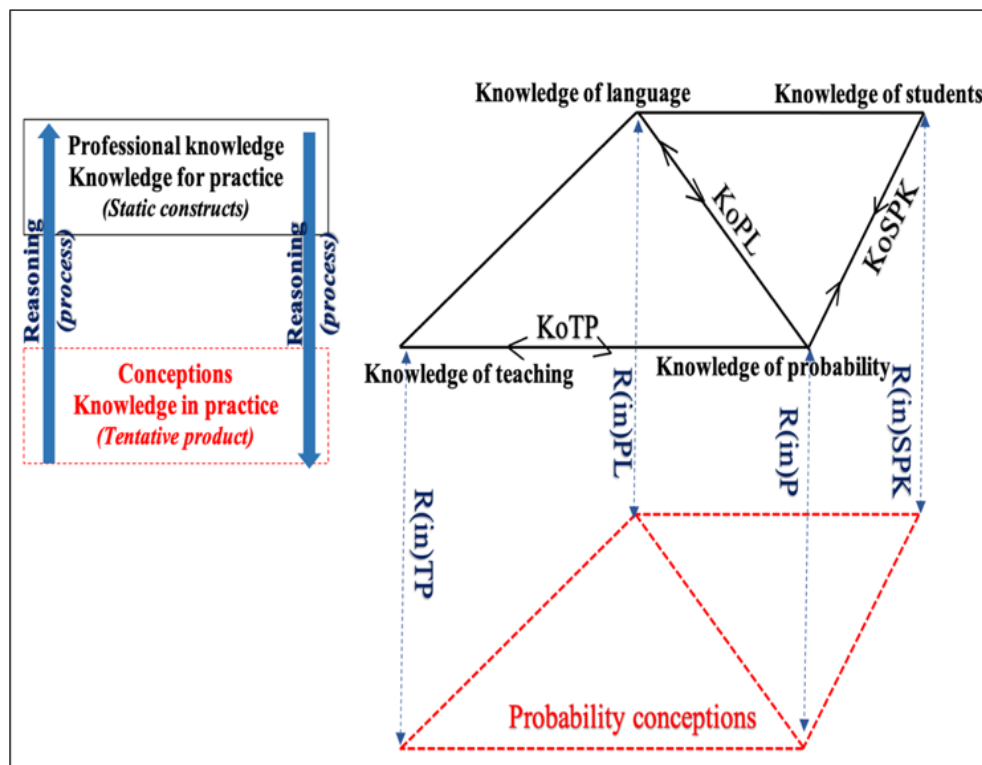 Professional knowledge
Knowledge for practice
(Static constructs)
Reasoning
(process)
Reasoning
(process)
Conceptions
Knowledge in practice
(Tentative product)
Knowledge of language
Knowledge of students
KoPL
KoSPK
KoTP
Knowledge of teaching
Knowledge of probability
R(in)TP
R(in)PL
R(in)P
R(in)SPK
Probability conceptions